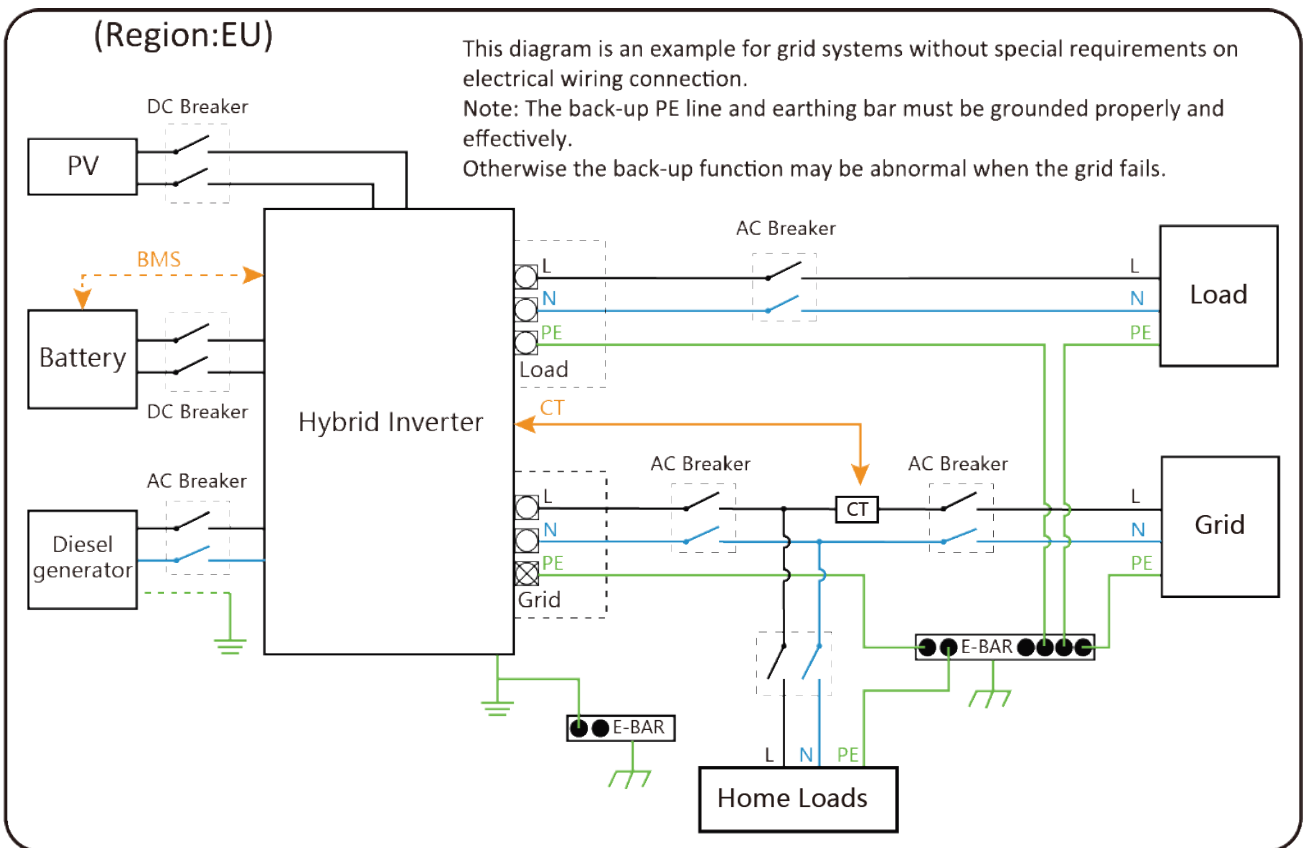 (Region:EU)
This diagram is an example for grid systems without special requirements on
electrical wiring connection.
Note: The back-up PE line and earthing bar must be grounded properly and
effectively.
Otherwise the back-up function may be abnormal when the grid fails.
DC Breaker
PV
BMS
Battery
DC Breaker
AC Breaker
Diesel
generator
Hybrid Inverter
L
N
PE
Load
AC Breaker
L
N
PE
Load
CT
L
N
PE
Grid
AC Breaker
CT
AC Breaker
L
N
PE
Grid
E-BAR
E-BAR
L
N
PE
Home Loads